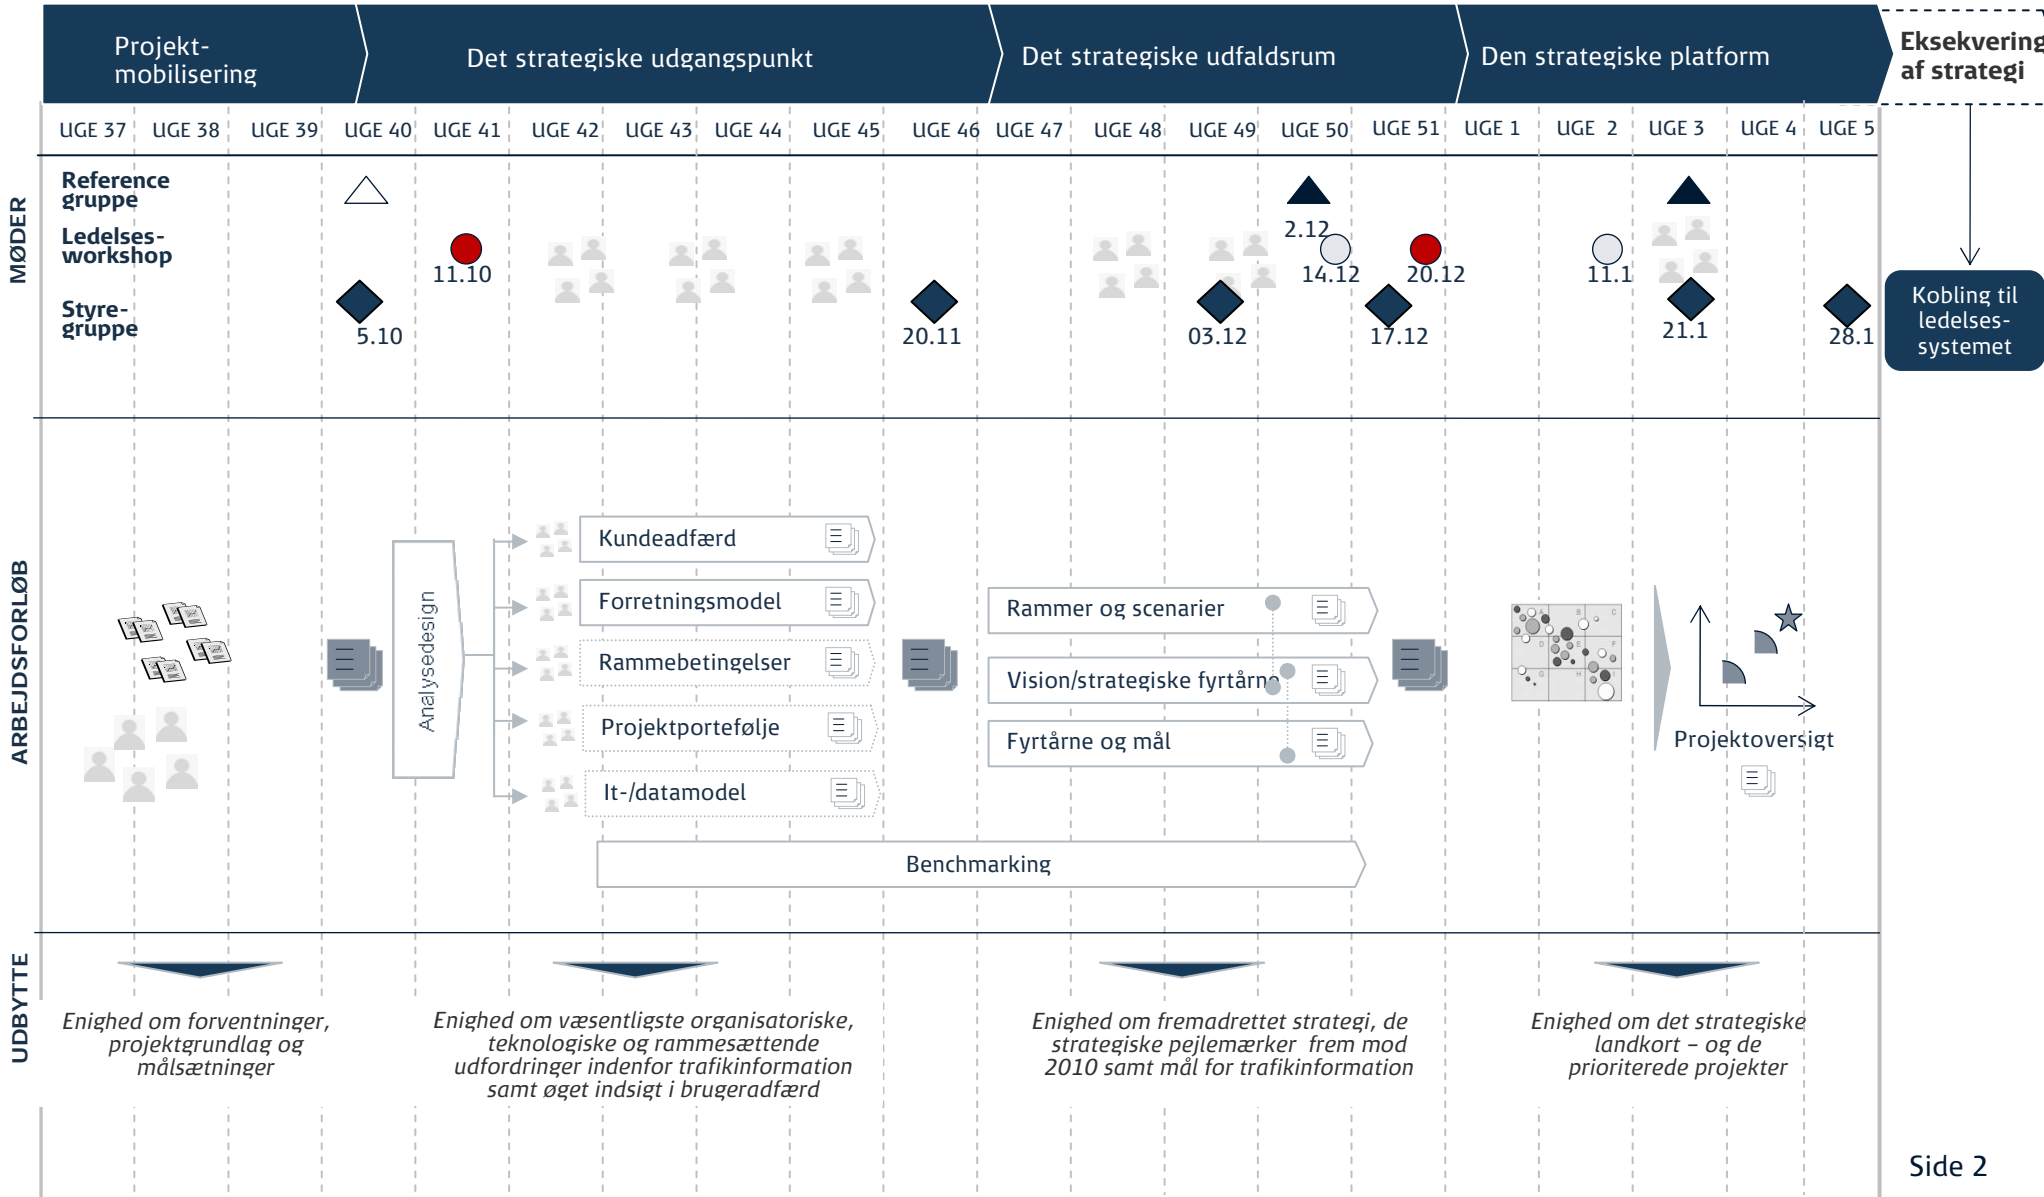 Projekt-
mobilisering
Det strategiske udgangspunkt
Det strategiske udfaldsrum
Den strategiske platform
Eksekvering
af strategi
UGE 37 UGE 38 UGE 39 UGE 40 UGE 41 UGE 42 UGE 43 UGE 44 UGE 45 UGE 46 UGE 47 UGE 48 UGE 49 UGE 50 UGE 51 UGE 1 UGE 2 UGE 3 UGE 4 UGE 5
MØDER
Reference
gruppe
2.12
Ledelses-
workshop
11.10 14.12 20.12 11.1
Styre-
gruppe
5.10 20.11 03.12 17.12 21.1 28.1
Kobling til
ledelses-
systemet
ARBEJDSFORLØB
Analysedesign
Kundeadfærd
Forretningsmodel
Rammebetingelser
Projektportefølje
It-/datamodel
Rammer og scenarier
Vision/strategiske fyrtårne
Fyrtårne og mål
Benchmarking
A B C
D E F
G H I
Projektoversigt
UDBYTTE
Enighed om forventninger,
projektgrundlag og
målsætninger
Enighed om væsentligste organisatoriske,
teknologiske og rammesættende
udfordringer indenfor trafikinformation
samt øget indsigt i brugeradfærd
Enighed om fremadrettet strategi, de
strategiske pejlemærker frem mod
2010 samt mål for trafikinformation
Enighed om det strategiske
landkort – og de
prioriterede projekter
Side 2